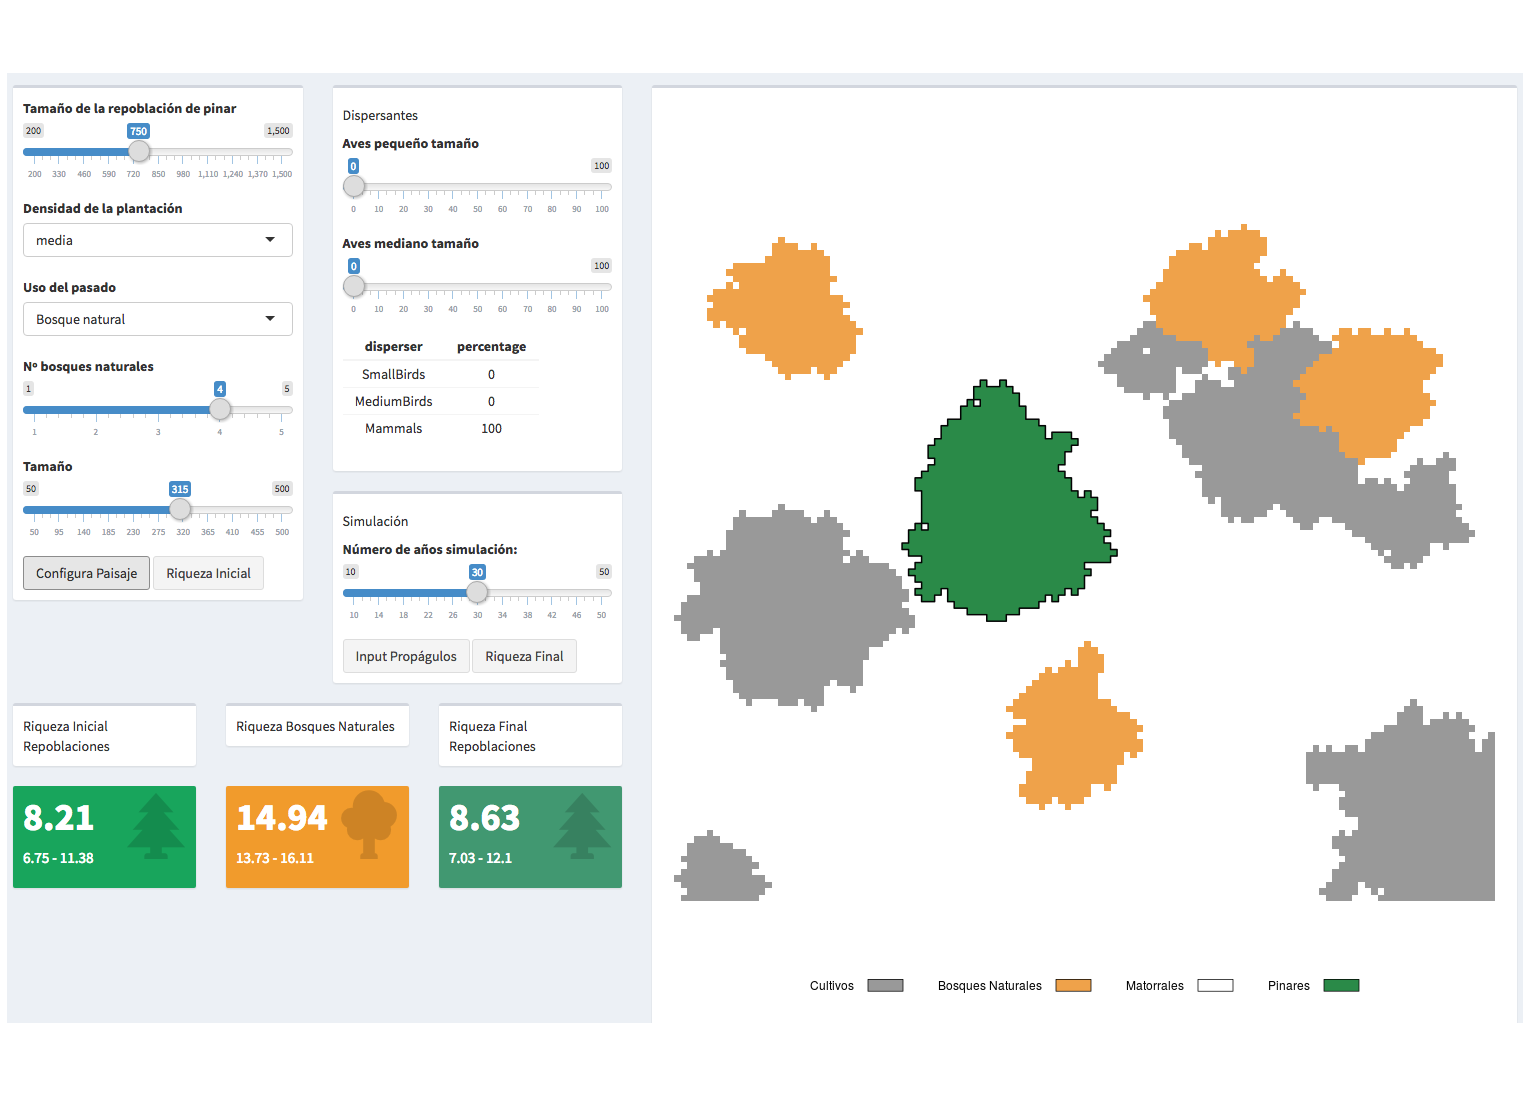 Tamaño de la repoblación de pinar
200 750 1,500
200 330 460 590 720 850 980 1,110 1,240 1,370 1,500
Densidad de la plantación
media
Uso del pasado
Bosque natural
Nº bosques naturales
1 4 5
1 2 3 4 5
Tamaño
50 315 500
50 95 140 185 230 275 320 365 410 455 500
Configura Paisaje Riqueza Inicial
Dispersantes
Aves pequeño tamaño
0 100
0 10 20 30 40 50 60 70 80 90 100
Aves mediano tamaño
0 100
0 10 20 30 40 50 60 70 80 90 100
disperser percentage
SmallBirds 0
MediumBirds 0
Mammals 100
Simulación
Número de años simulación:
10 30 50
10 14 18 22 26 30 34 38 42 46 50
Input Propágulos Riqueza Final
Riqueza Inicial
Repoblaciones
8.21
6.75 - 11.38
Riqueza Bosques Naturales
14.94
13.73 - 16.11
Riqueza Final
Repoblaciones
8.63
7.03 - 12.1
Cultivos Bosques Naturales Matorrales Pinares